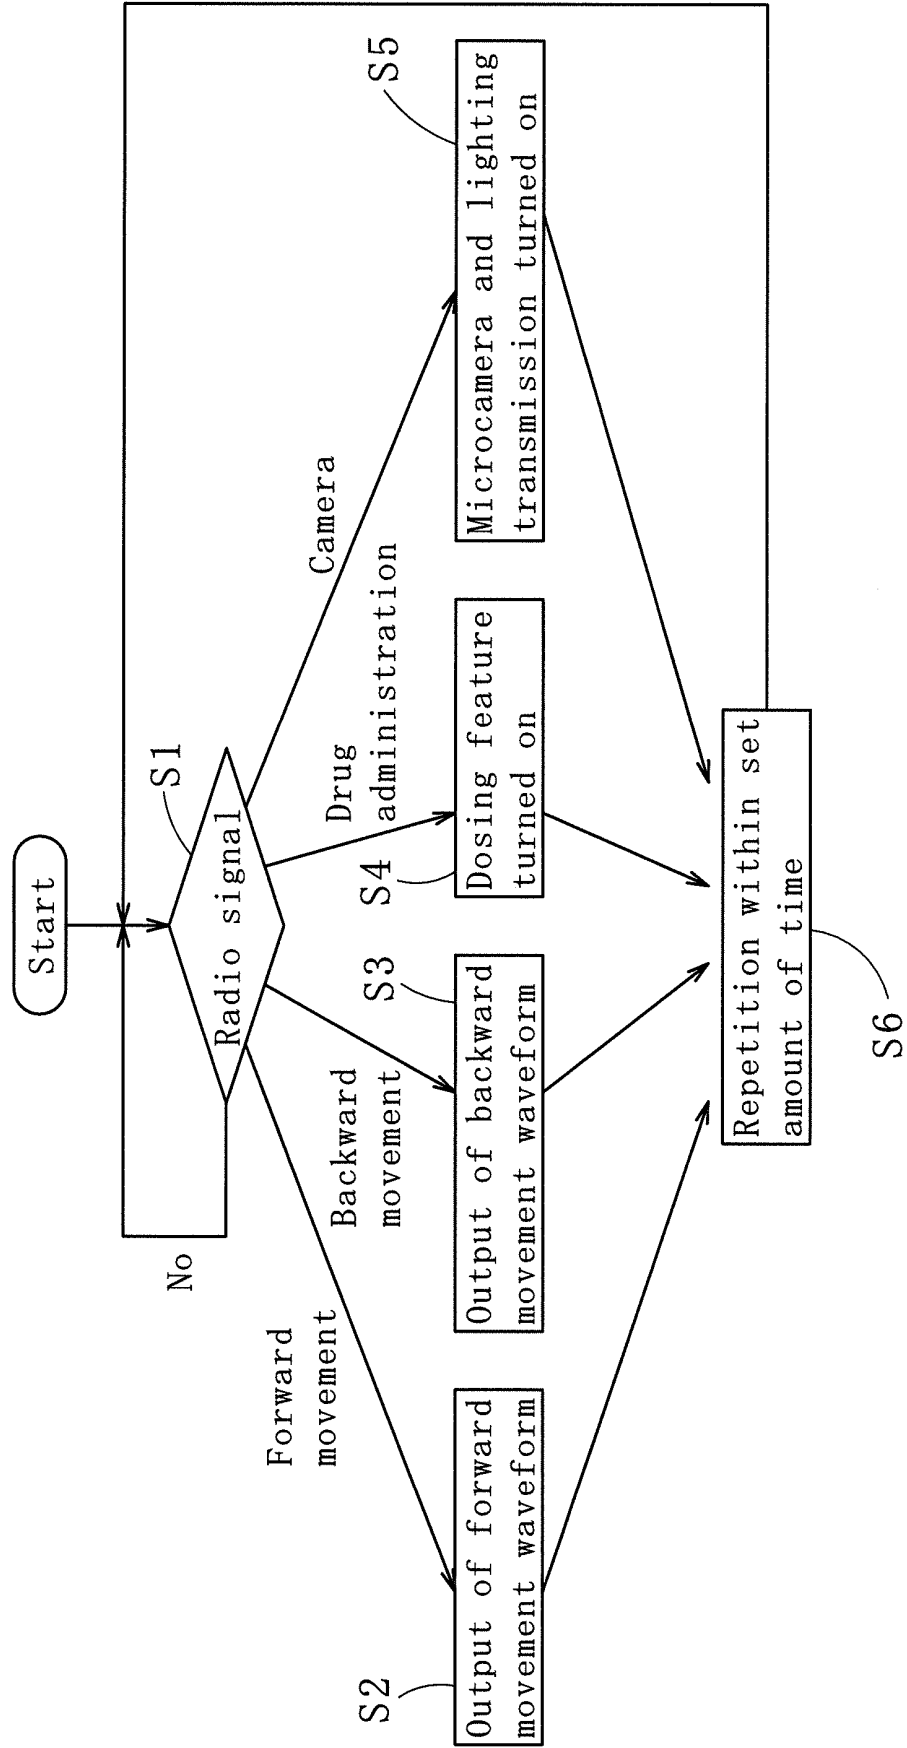 Start
S1
Radio signal
No
Forward
movement
Backward
movement
Drug
administration
Camera
S2
Output of forward
movement waveform
S3
Output of backward
movement waveform
S4
Dosing feature
turned on
S5
Microcamera and lighting
transmission turned on
Repetition within set
amount of time
S6